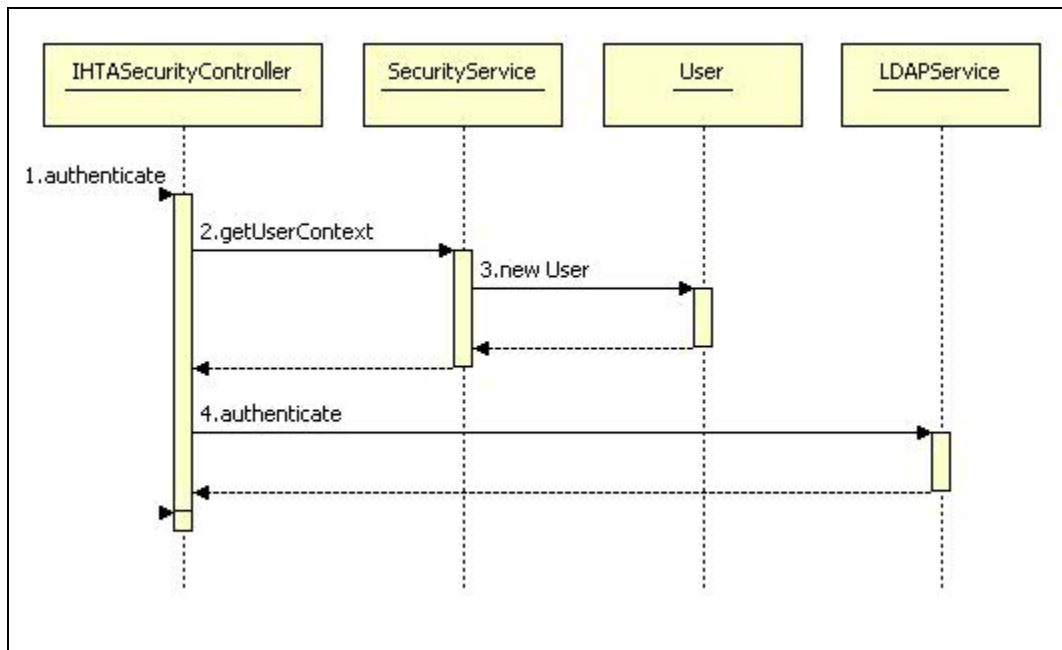 IHTASecurityController
SecurityService
User
LDAPService
1.authenticate
2.getUserContext
3.new User
4.authenticate